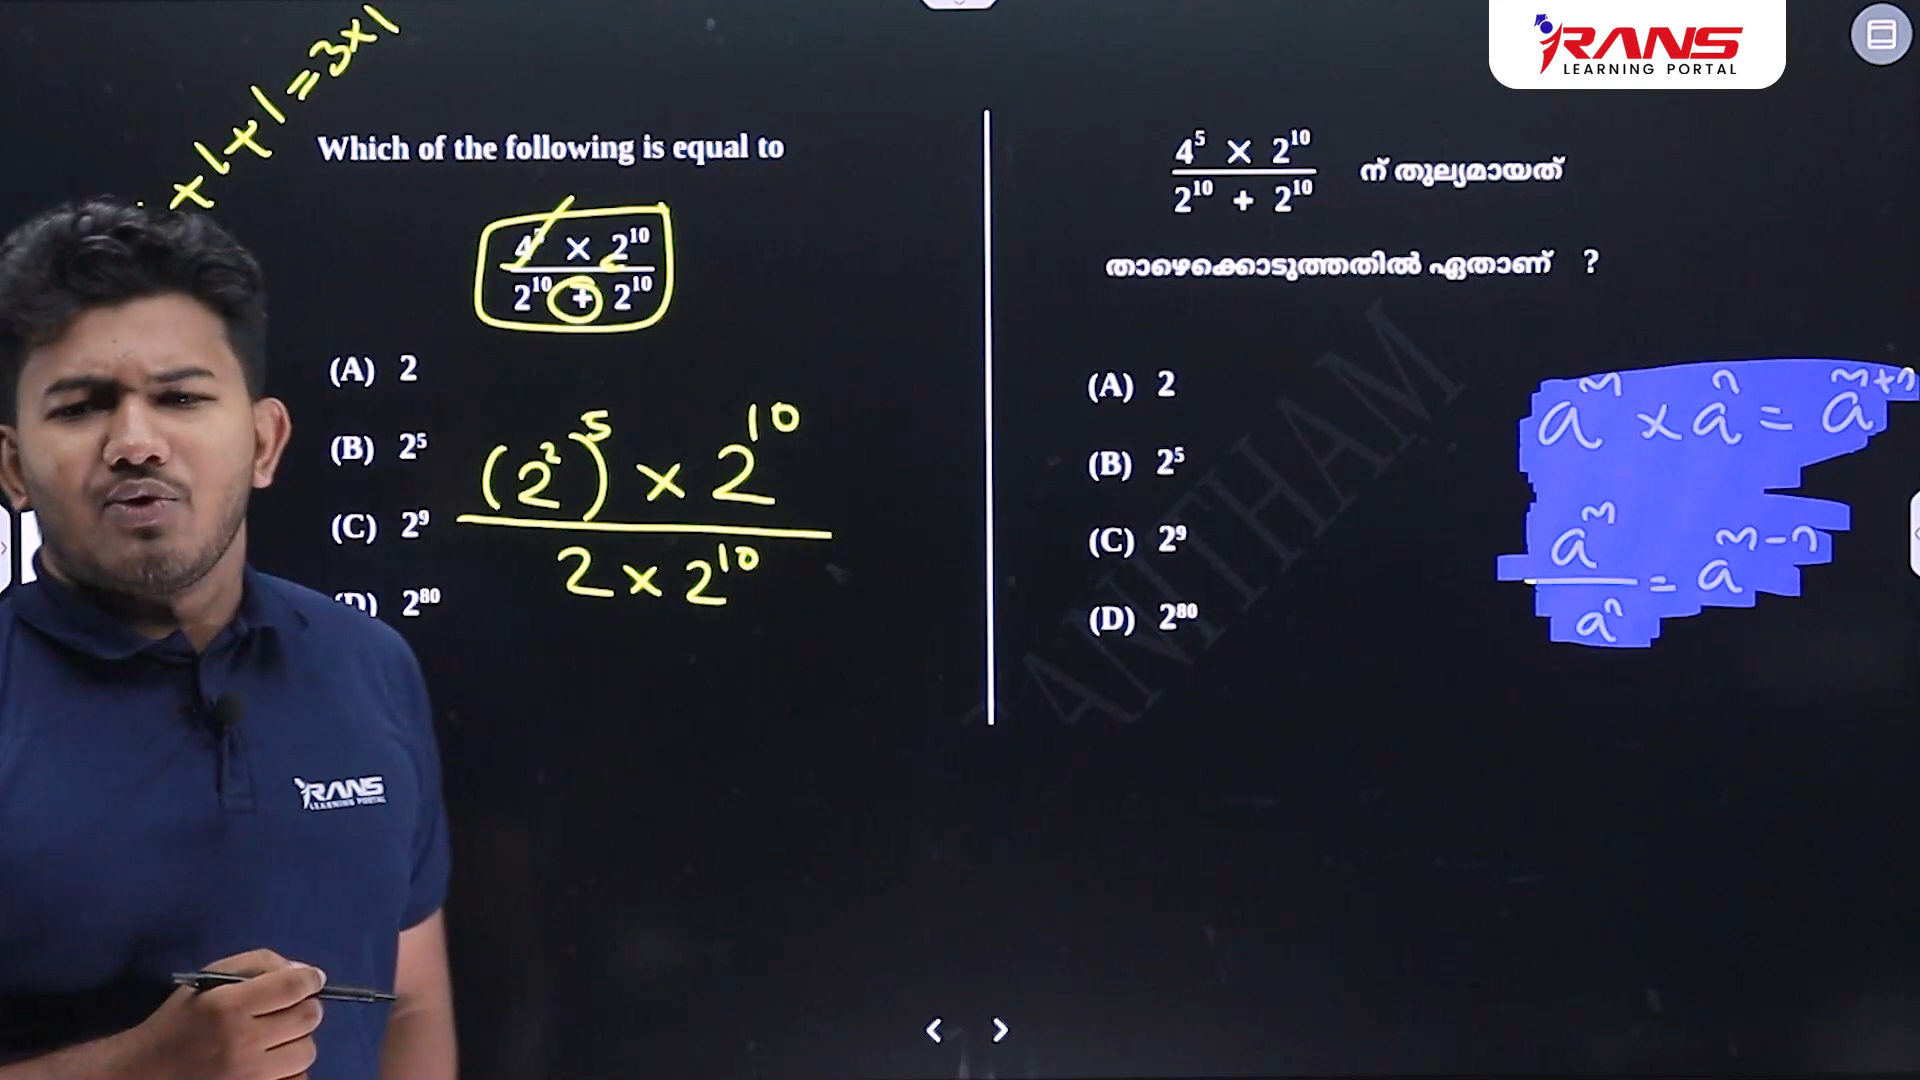 RANS
LEARNING PORTAL
x 1 + 1 = 3 x 1
Which of the following is equal to
4⁵ × 2¹⁰
2¹⁰ + 2¹⁰
(A) 2
(B) 2⁵
(C) 2⁹
(D) 2⁸⁰
(2²)⁵ × 2¹⁰
2 × 2¹⁰
4⁵ × 2¹⁰
2¹⁰ + 2¹⁰
ന് തുല്യമായത്
താഴെക്കൊടുത്തതിൽ ഏതാണ് ?
(A) 2
(B) 2⁵
(C) 2⁹
(D) 2⁸⁰
aᵐ × aⁿ = aᵐ⁺ⁿ
aᵐ
aⁿ
= aᵐ⁻ⁿ
RANS
LEARNING PORTAL